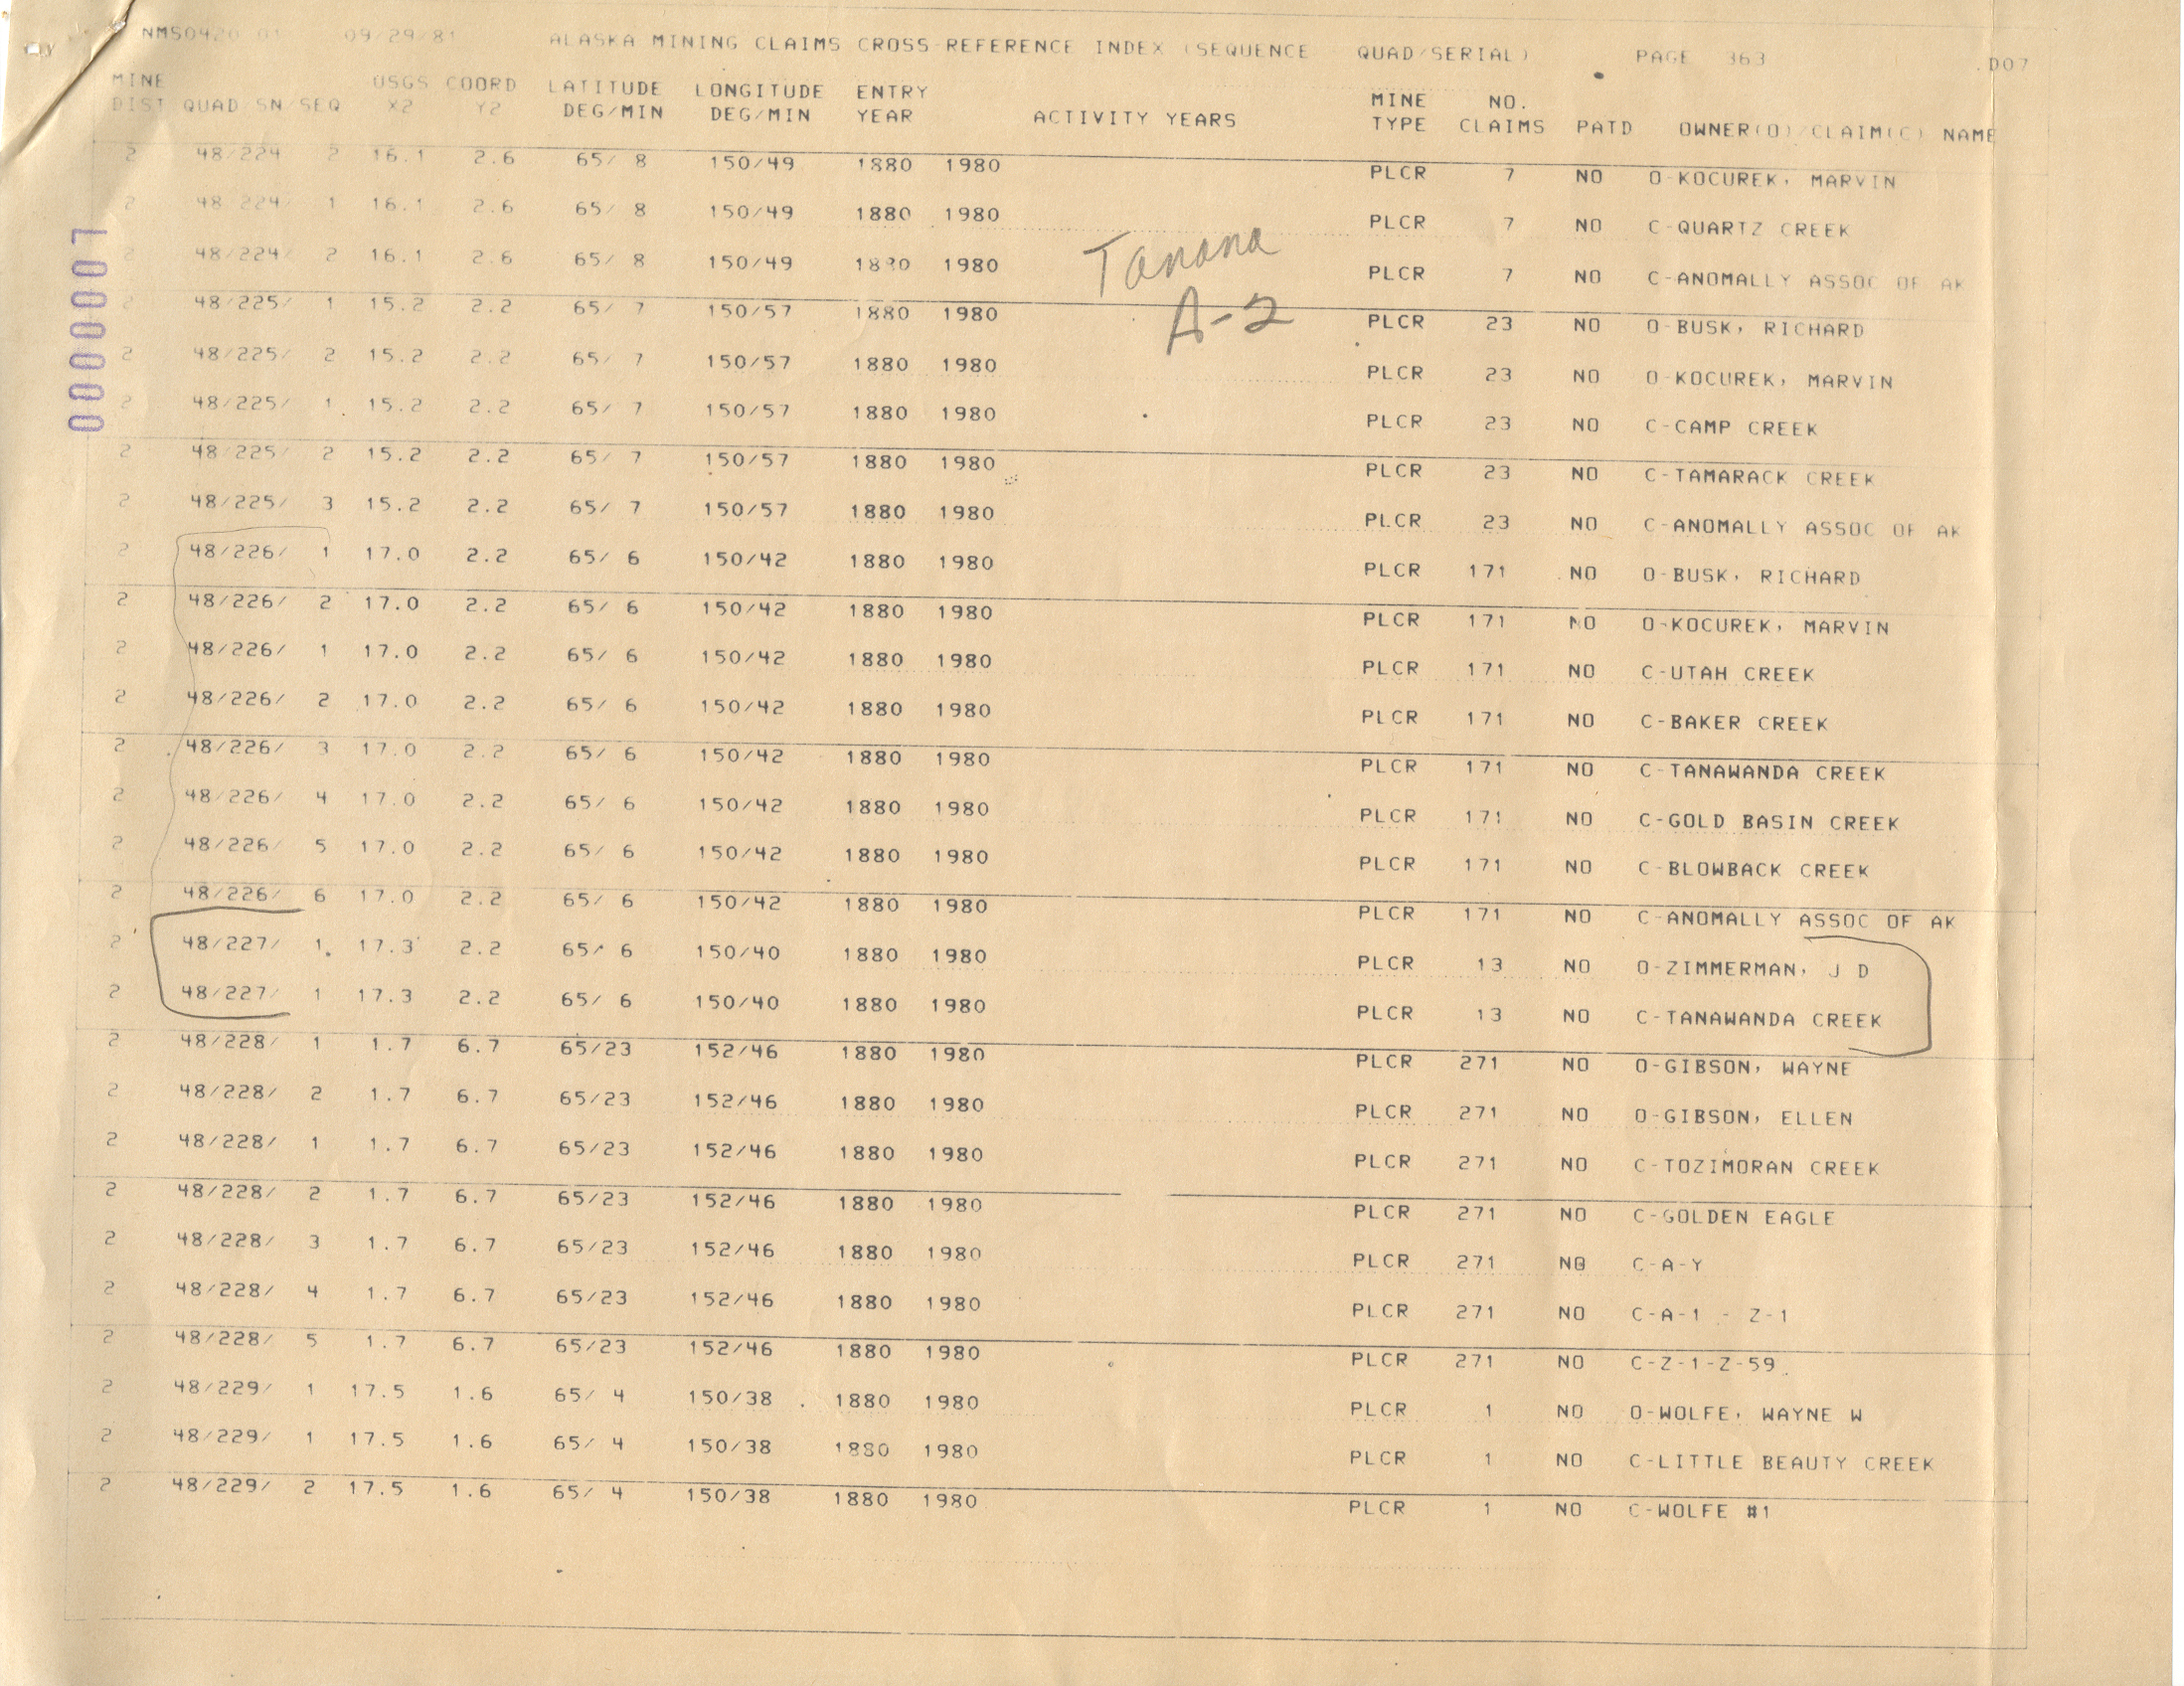 NMS0420 01 09/29/81 ALASKA MINING CLAIMS CROSS-REFERENCE INDEX (SEQUENCE QUAD/SERIAL) PAGE 363 .D07
MINE USGS COORD LATITUDE LONGITUDE ENTRY MINE NO.
DIST QUAD/SN/SEQ X2 Y2 DEG/MIN DEG/MIN YEAR ACTIVITY YEARS TYPE CLAIMS PATD OWNER(O)/CLAIM(C) NAME
2 48/224 2 16.1 2.6 65/ 8 150/49 1880 1980 PLCR 7 NO O-KOCUREK, MARVIN
2 48/224/ 1 16.1 2.6 65/ 8 150/49 1880 1980 PLCR 7 NO C-QUARTZ CREEK
2 48/224/ 2 16.1 2.6 65/ 8 150/49 1880 1980 PLCR 7 NO C-ANOMALLY ASSOC OF AK
Tanana
A-2
2 48/225/ 1 15.2 2.2 65/ 7 150/57 1880 1980 PLCR 23 NO O-BUSK, RICHARD
2 48/225/ 2 15.2 2.2 65/ 7 150/57 1880 1980 PLCR 23 NO O-KOCUREK, MARVIN
2 48/225/ 1 15.2 2.2 65/ 7 150/57 1880 1980 PLCR 23 NO C-CAMP CREEK
2 48/225/ 2 15.2 2.2 65/ 7 150/57 1880 1980 PLCR 23 NO C-TAMARACK CREEK
2 48/225/ 3 15.2 2.2 65/ 7 150/57 1880 1980 PLCR 23 NO C-ANOMALLY ASSOC OF AK
2 48/226/ 1 17.0 2.2 65/ 6 150/42 1880 1980 PLCR 171 NO O-BUSK, RICHARD
2 48/226/ 2 17.0 2.2 65/ 6 150/42 1880 1980 PLCR 171 NO O-KOCUREK, MARVIN
2 48/226/ 1 17.0 2.2 65/ 6 150/42 1880 1980 PLCR 171 NO C-UTAH CREEK
2 48/226/ 2 17.0 2.2 65/ 6 150/42 1880 1980 PLCR 171 NO C-BAKER CREEK
2 48/226/ 3 17.0 2.2 65/ 6 150/42 1880 1980 PLCR 171 NO C-TANAWANDA CREEK
2 48/226/ 4 17.0 2.2 65/ 6 150/42 1880 1980 PLCR 171 NO C-GOLD BASIN CREEK
2 48/226/ 5 17.0 2.2 65/ 6 150/42 1880 1980 PLCR 171 NO C-BLOWBACK CREEK
2 48/226/ 6 17.0 2.2 65/ 6 150/42 1880 1980 PLCR 171 NO C-ANOMALLY ASSOC OF AK
2 48/227/ 1 17.3 2.2 65/ 6 150/40 1880 1980 PLCR 13 NO O-ZIMMERMAN, J D
2 48/227/ 1 17.3 2.2 65/ 6 150/40 1880 1980 PLCR 13 NO C-TANAWANDA CREEK
2 48/228/ 1 1.7 6.7 65/23 152/46 1880 1980 PLCR 271 NO O-GIBSON, WAYNE
2 48/228/ 2 1.7 6.7 65/23 152/46 1880 1980 PLCR 271 NO O-GIBSON, ELLEN
2 48/228/ 1 1.7 6.7 65/23 152/46 1880 1980 PLCR 271 NO C-TOZIMORAN CREEK
2 48/228/ 2 1.7 6.7 65/23 152/46 1880 1980 PLCR 271 NO C-GOLDEN EAGLE
2 48/228/ 3 1.7 6.7 65/23 152/46 1880 1980 PLCR 271 NO C-A-Y
2 48/228/ 4 1.7 6.7 65/23 152/46 1880 1980 PLCR 271 NO C-A-1 - Z-1
2 48/228/ 5 1.7 6.7 65/23 152/46 1880 1980 PLCR 271 NO C-Z-1-Z-59
2 48/229/ 1 17.5 1.6 65/ 4 150/38 1880 1980 PLCR 1 NO O-WOLFE, WAYNE W
2 48/229/ 1 17.5 1.6 65/ 4 150/38 1880 1980 PLCR 1 NO C-LITTLE BEAUTY CREEK
2 48/229/ 2 17.5 1.6 65/ 4 150/38 1880 1980 PLCR 1 NO C-WOLFE #1
000007